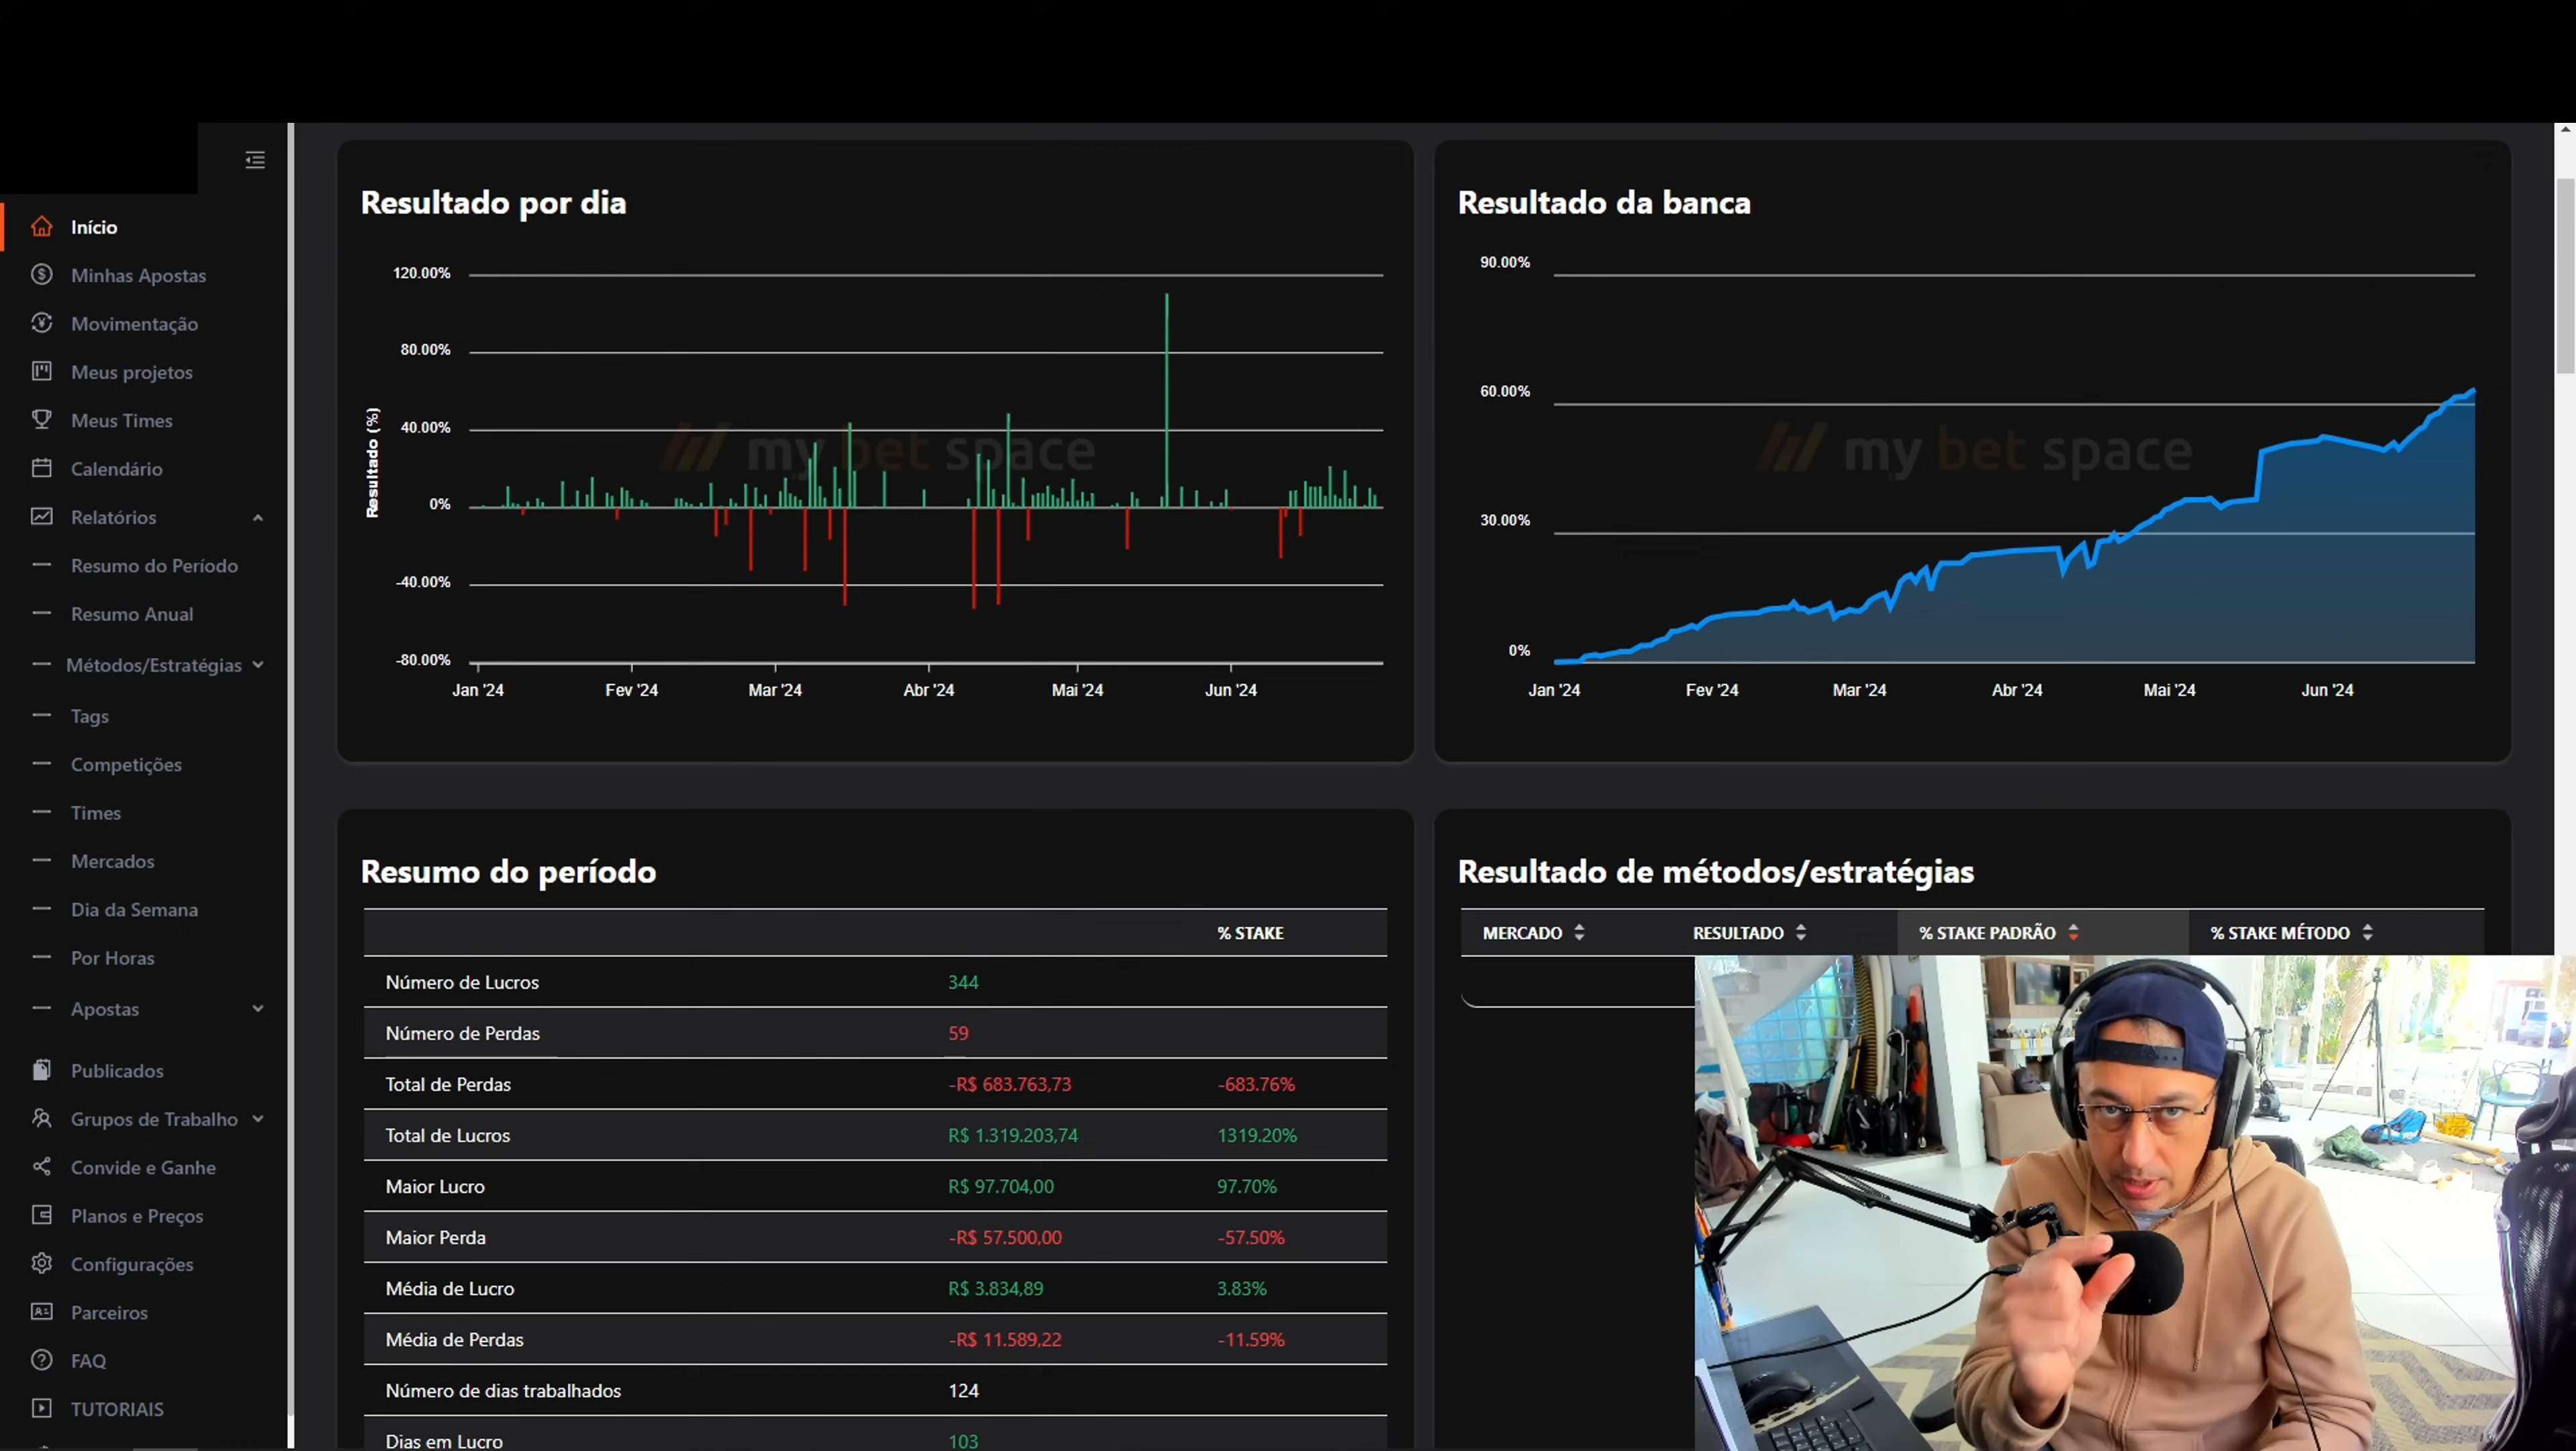 Início
Minhas Apostas
Movimentação
Meus projetos
Meus Times
Calendário
Relatórios
Resumo do Período
Resumo Anual
Métodos/Estratégias
Tags
Competições
Times
Mercados
Dia da Semana
Por Horas
Apostas
Publicados
Grupos de Trabalho
Convide e Ganhe
Planos e Preços
Configurações
Parceiros
FAQ
TUTORIAIS
Resultado por dia
120.00%
80.00%
40.00%
0%
-40.00%
-80.00%
Resultado (%)
my bet space
Jan '24 Fev '24 Mar '24 Abr '24 Mai '24 Jun '24
Resultado da banca
90.00%
60.00%
30.00%
0%
my bet space
Jan '24 Fev '24 Mar '24 Abr '24 Mai '24 Jun '24
Resumo do período
% STAKE
Número de Lucros 344
Número de Perdas 59
Total de Perdas -R$ 683.763,73 -683.76%
Total de Lucros R$ 1.319.203,74 1319.20%
Maior Lucro R$ 97.704,00 97.70%
Maior Perda -R$ 57.500,00 -57.50%
Média de Lucro R$ 3.834,89 3.83%
Média de Perdas -R$ 11.589,22 -11.59%
Número de dias trabalhados 124
Dias em Lucro 103
Resultado de métodos/estratégias
MERCADO RESULTADO % STAKE PADRÃO % STAKE MÉTODO